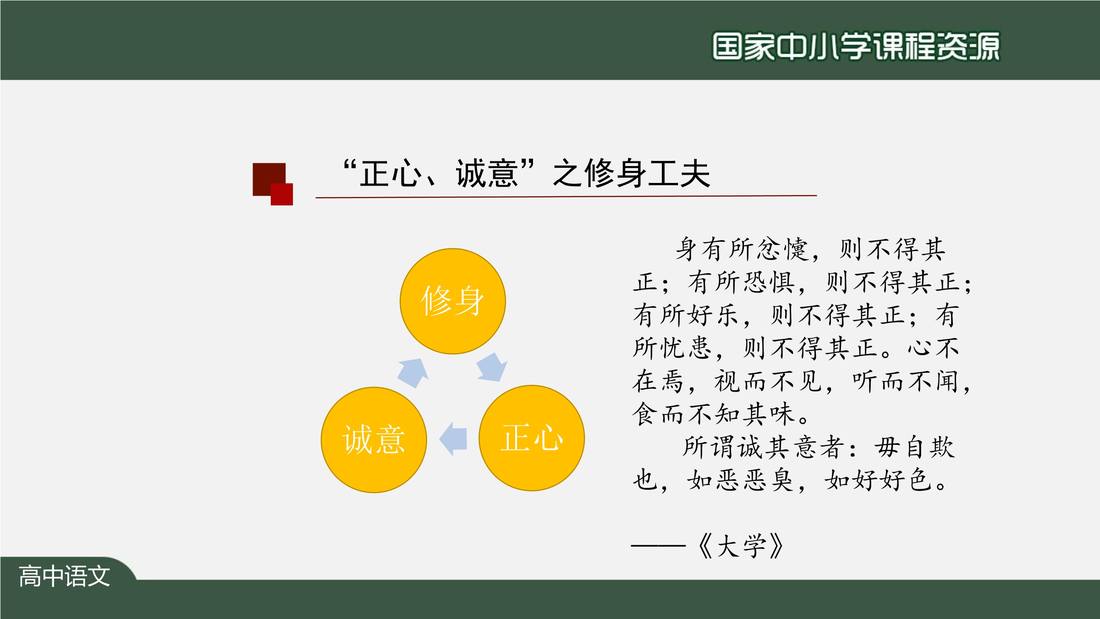 国家中小学课程资源
“正心、诚意”之修身工夫
修身
诚意
正心
身有所忿懥，则不得其
正；有所恐惧，则不得其正；
有所好乐，则不得其正；有
所忧患，则不得其正。心不
在焉，视而不见，听而不闻，
食而不知其味。
所谓诚其意者：毋自欺
也，如恶恶臭，如好好色。
——《大学》
高中语文